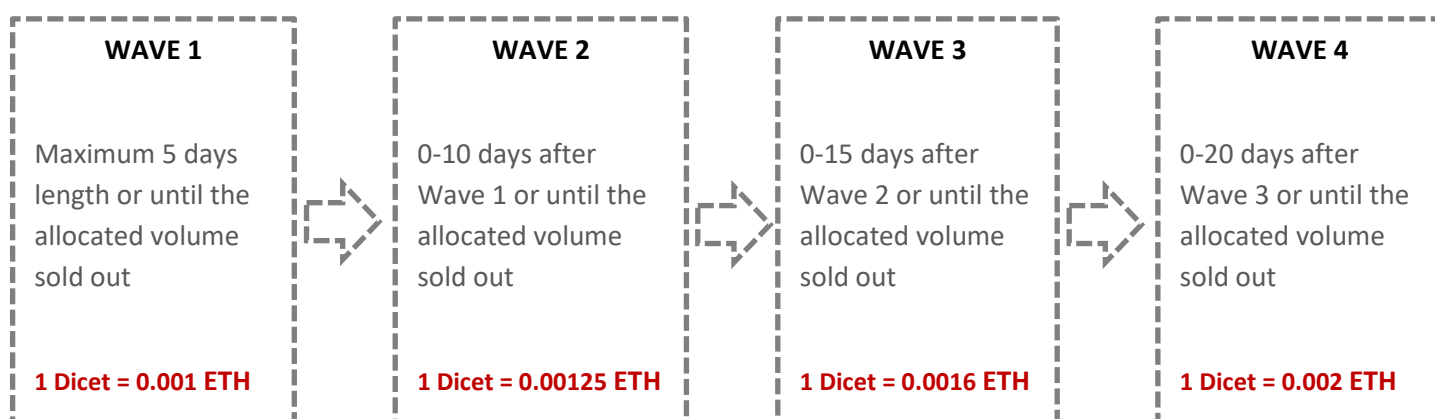 WAVE 1
Maximum 5 days
length or until the
allocated volume
sold out
1 Dicet = 0.001 ETH
WAVE 2
0-10 days after
Wave 1 or until the
allocated volume
sold out
1 Dicet = 0.00125 ETH
WAVE 3
0-15 days after
Wave 2 or until the
allocated volume
sold out
1 Dicet = 0.0016 ETH
WAVE 4
0-20 days after
Wave 3 or until the
allocated volume
sold out
1 Dicet = 0.002 ETH